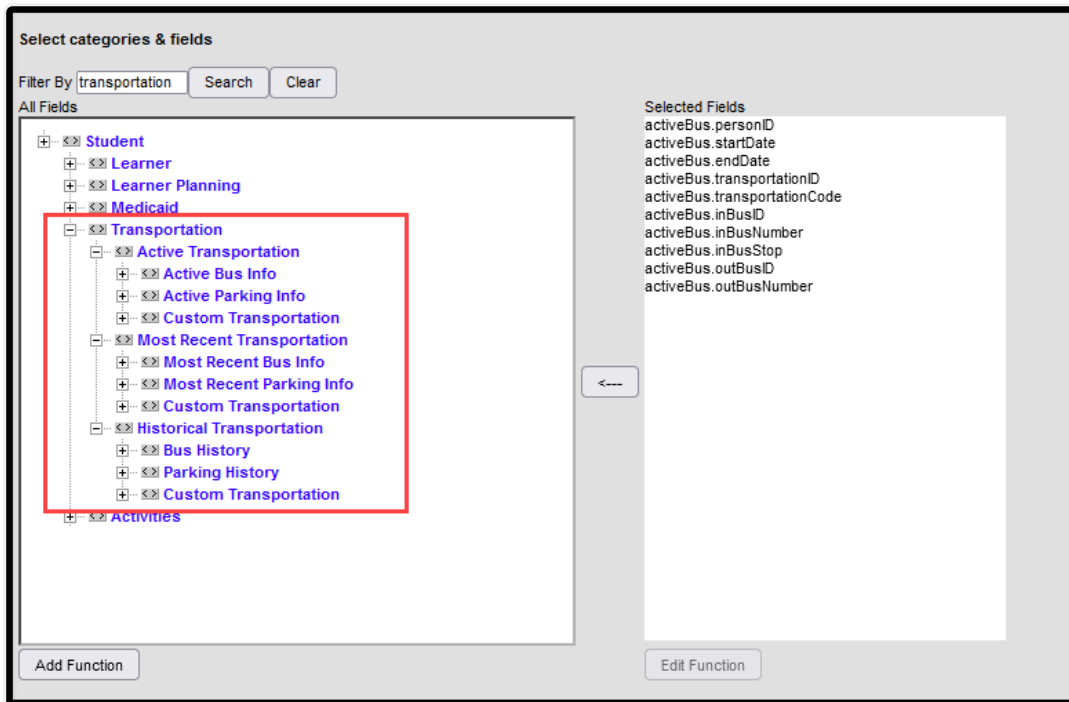 Select categories & fields
Filter By transportation Search Clear
All Fields
Student
Learner
Learner Planning
Medicaid
Transportation
Active Transportation
Active Bus Info
Active Parking Info
Custom Transportation
Most Recent Transportation
Most Recent Bus Info
Most Recent Parking Info
Custom Transportation
Historical Transportation
Bus History
Parking History
Custom Transportation
Activities
Add Function
<---
Selected Fields
activeBus.personID
activeBus.startDate
activeBus.endDate
activeBus.transportationID
activeBus.transportationCode
activeBus.inBusID
activeBus.inBusNumber
activeBus.inBusStop
activeBus.outBusID
activeBus.outBusNumber
Edit Function